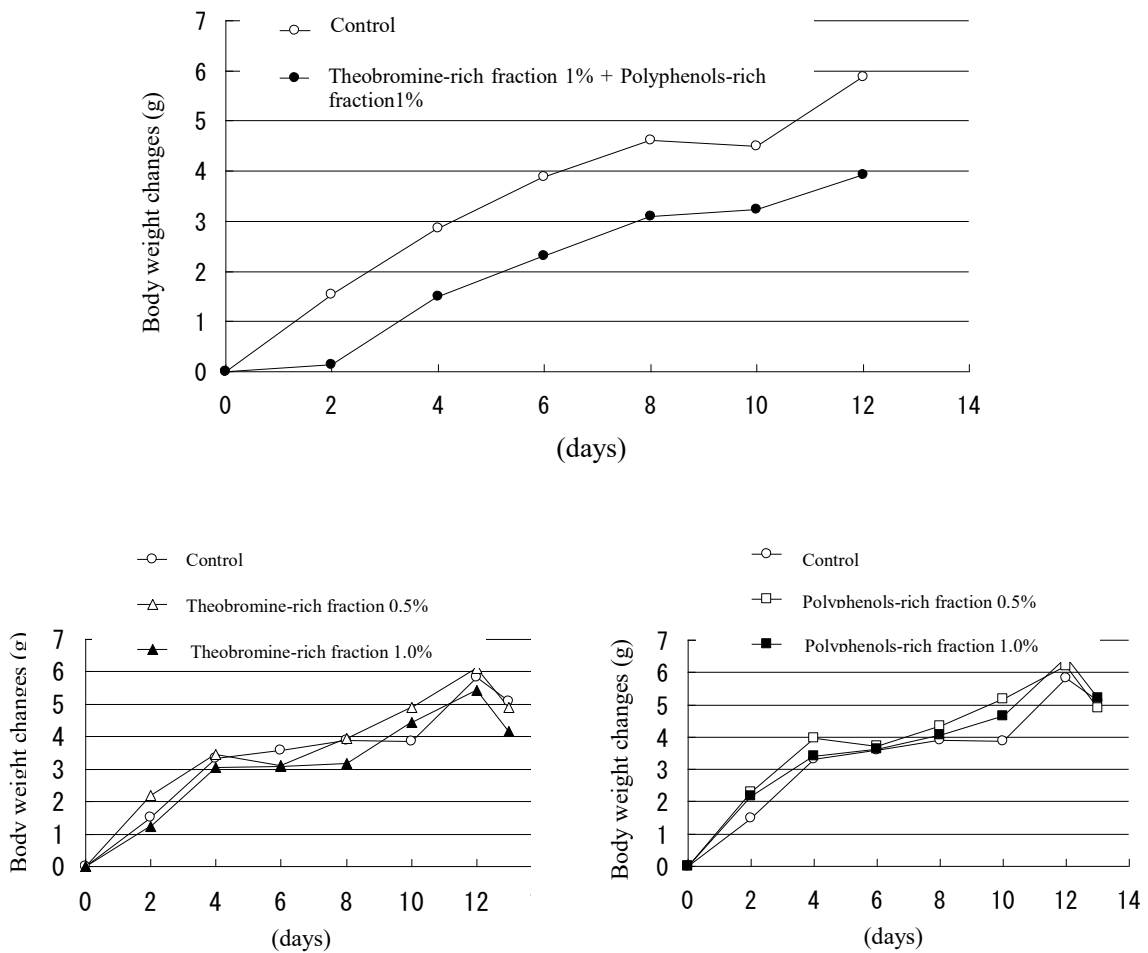 7
Control
6
Theobromine-rich fraction 1% + Polyphenols-rich
fraction1%
5
4
3
2
1
0
Body weight changes (g)
0 2 4 6 8 10 12 14
(days)
Control
Theobromine-rich fraction 0.5%
Theobromine-rich fraction 1.0%
7
6
5
4
3
2
1
0
Body weight changes (g)
0 2 4 6 8 10 12
(days)
Control
Polyphenols-rich fraction 0.5%
Polyphenols-rich fraction 1.0%
7
6
5
4
3
2
1
0
Body weight changes (g)
0 2 4 6 8 10 12 14
(days)